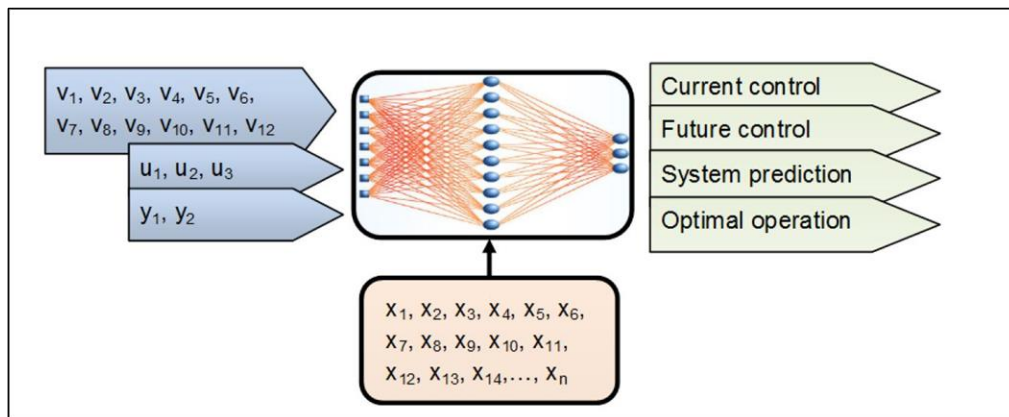 v₁, v₂, v₃, v₄, v₅, v₆,
v₇, v₈, v₉, v₁₀, v₁₁, v₁₂
u₁, u₂, u₃
y₁, y₂
x₁, x₂, x₃, x₄, x₅, x₆,
x₇, x₈, x₉, x₁₀, x₁₁,
x₁₂, x₁₃, x₁₄,..., xₙ
Current control
Future control
System prediction
Optimal operation